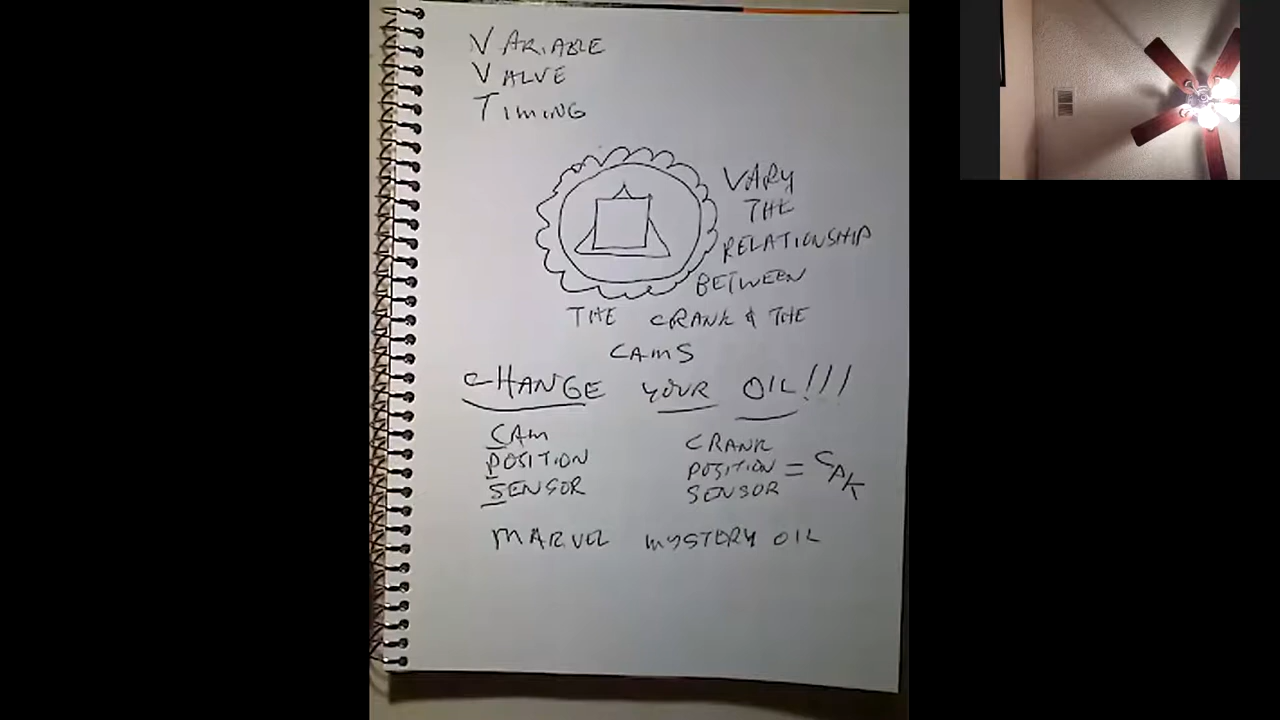 VARIABLE
VALVE
TIMING
VARY
THE
RELATIONSHIP
BETWEEN
THE CRANK & THE
CAMS
CHANGE YOUR OIL!!!
CAM
POSITION
SENSOR
CRANK
POSITION = CPK
SENSOR
MARVEL MYSTERY OIL